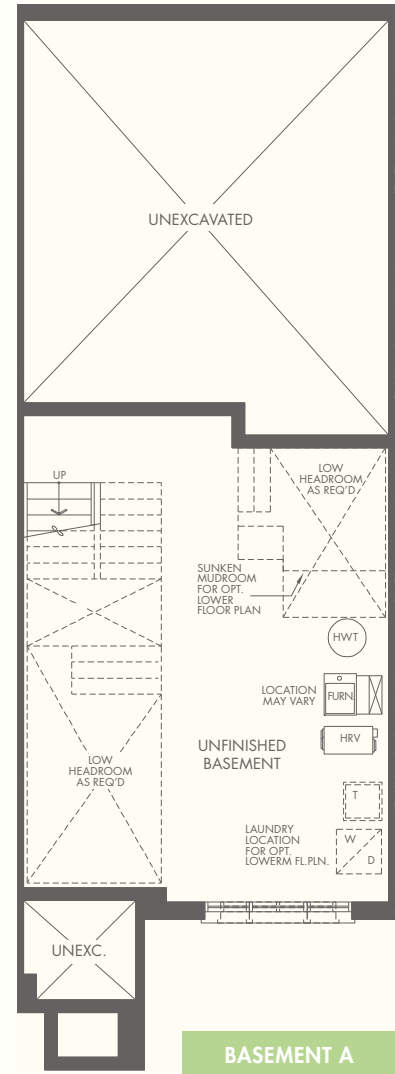 UNEXCAVATED
UP
LOW
HEADROOM
AS REQ'D
SUNKEN
MUDROOM
FOR OPT.
LOWER
FLOOR PLAN
HWT
LOCATION
MAY VARY
FURN.
HRV
UNFINISHED
BASEMENT
LOW
HEADROOM
AS REQ'D
T
LAUNDRY
LOCATION
FOR OPT.
LOWERM FL.PLN.
W
D
UNEXC.
BASEMENT A